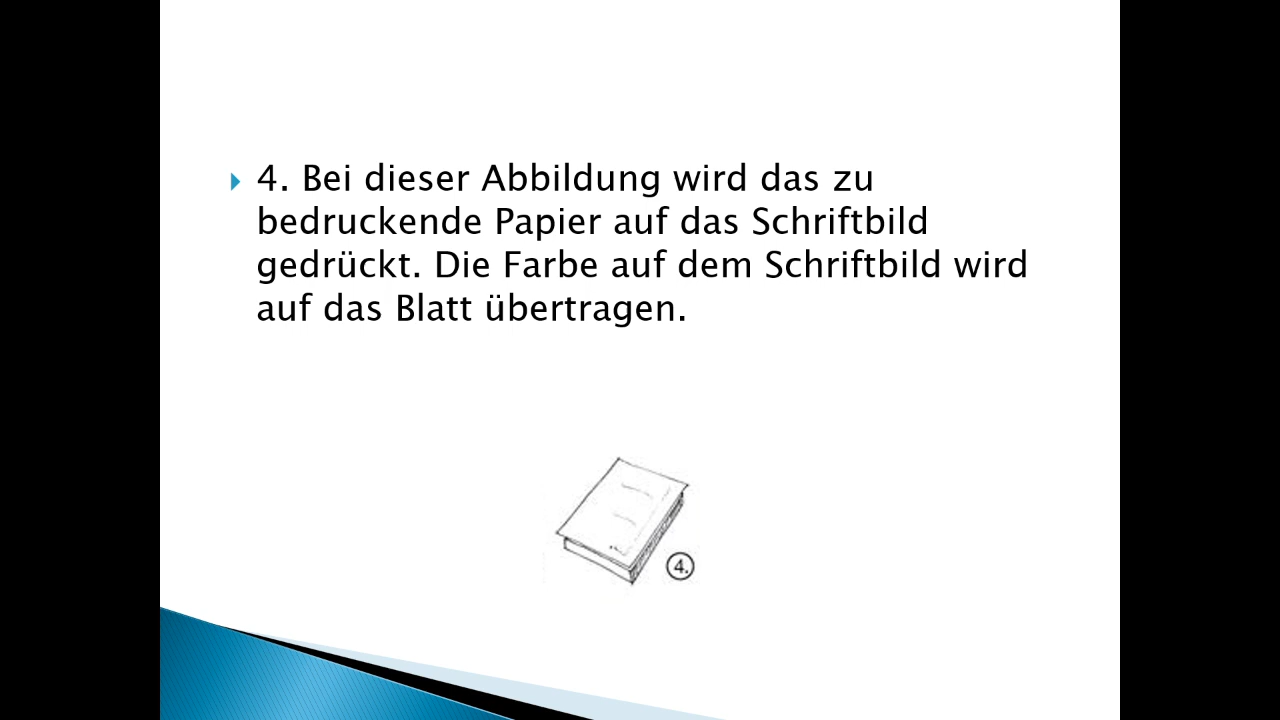 4. Bei dieser Abbildung wird das zu
bedruckende Papier auf das Schriftbild
gedrückt. Die Farbe auf dem Schriftbild wird
auf das Blatt übertragen.
4.